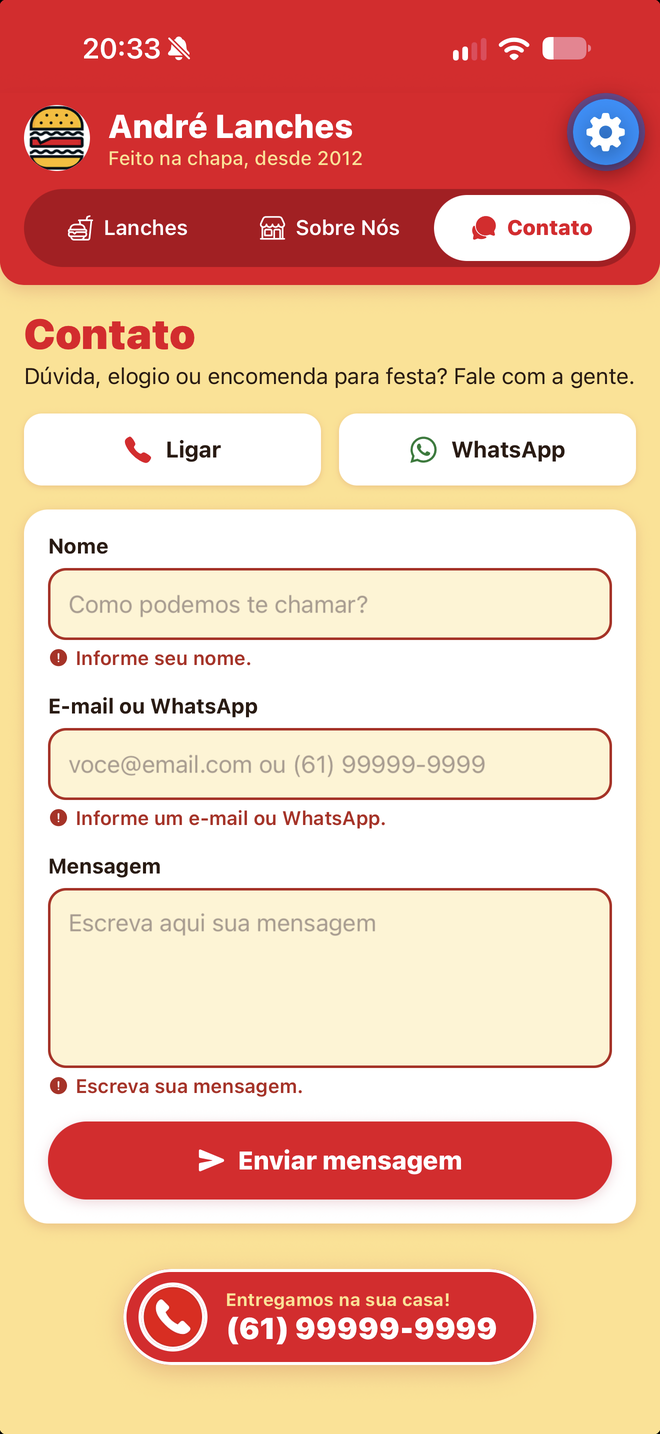 20:33
André Lanches
Feito na chapa, desde 2012
Lanches
Sobre Nós
Contato
Contato
Dúvida, elogio ou encomenda para festa? Fale com a gente.
Ligar
WhatsApp
Nome
Como podemos te chamar?
Informe seu nome.
E-mail ou WhatsApp
voce@email.com ou (61) 99999-9999
Informe um e-mail ou WhatsApp.
Mensagem
Escreva aqui sua mensagem
Escreva sua mensagem.
Enviar mensagem
Entregamos na sua casa!
(61) 99999-9999